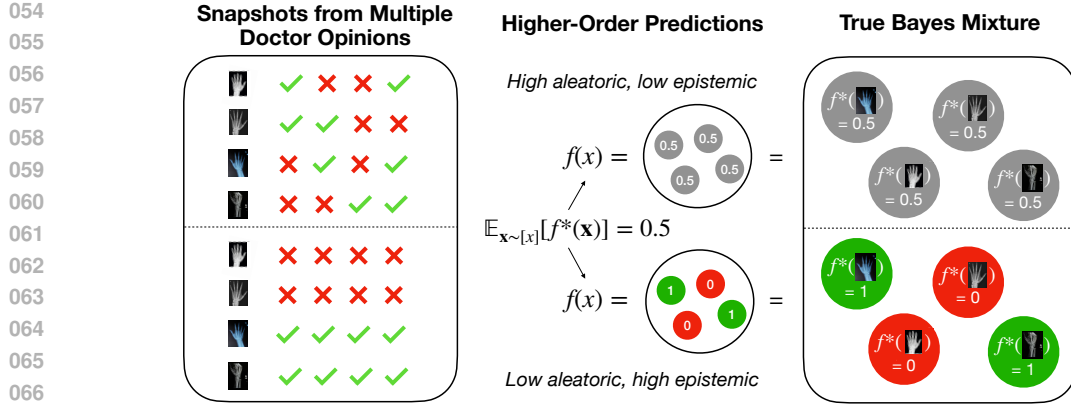 054
055
056
057
058
059
060
061
062
063
064
065
066
Snapshots from Multiple
Doctor Opinions
Higher-Order Predictions
High aleatoric, low epistemic
f(x) =
0.5
0.5
0.5
0.5
=
𝔼x∼[x][f*(x)] = 0.5
f(x) =
1
0
0
1
=
Low aleatoric, high epistemic
True Bayes Mixture
f*( )
= 0.5
f*( )
= 0.5
f*( )
= 0.5
f*( )
= 0.5
f*( )
= 1
f*( )
= 0
f*( )
= 0
f*( )
= 1